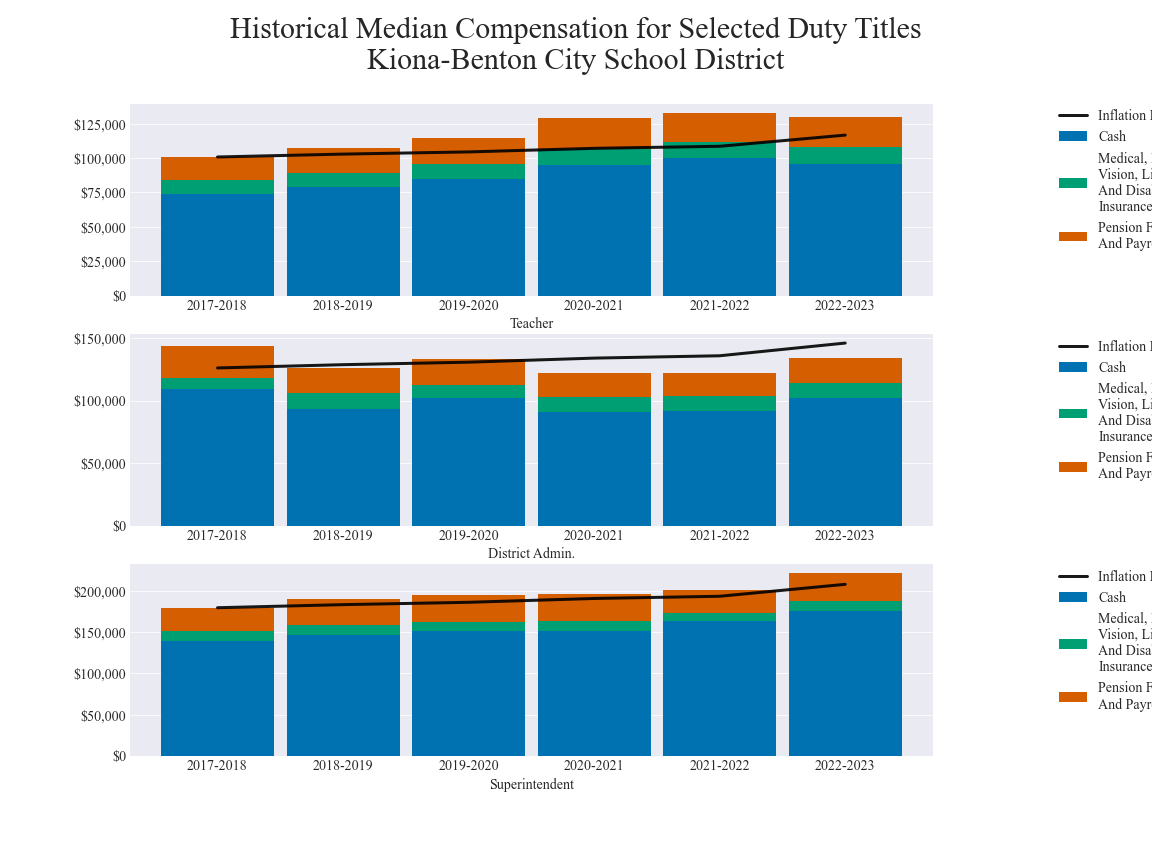 Historical Median Compensation for Selected Duty Titles
Kiona-Benton City School District
$125,000
$100,000
$75,000
$50,000
$25,000
$0
2017-2018 2018-2019 2019-2020 2020-2021 2021-2022 2022-2023
Teacher
Inflation
Cash
Medical,
Vision,
And
Insurance
Pension
And
$150,000
$100,000
$50,000
$0
2017-2018 2018-2019 2019-2020 2020-2021 2021-2022 2022-2023
District Admin.
Inflation
Cash
Medical,
Vision,
And
Insurance
Pension
And
$200,000
$150,000
$100,000
$50,000
$0
2017-2018 2018-2019 2019-2020 2020-2021 2021-2022 2022-2023
Superintendent
Inflation
Cash
Medical,
Vision,
And
Insurance
Pension
And